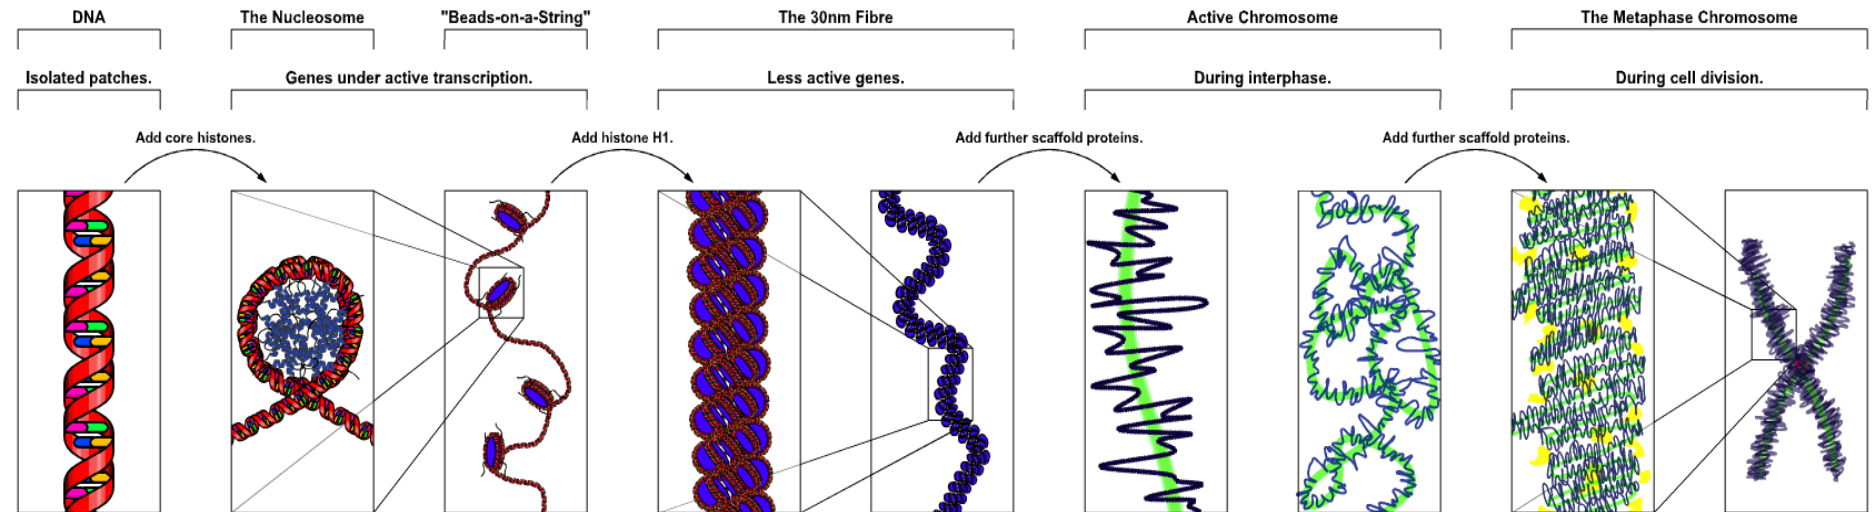 DNA
The Nucleosome
"Beads-on-a-String"
The 30nm Fibre
Active Chromosome
The Metaphase Chromosome
Isolated patches.
Genes under active transcription.
Less active genes.
During interphase.
During cell division.
Add core histones.
Add histone H1.
Add further scaffold proteins.
Add further scaffold proteins.